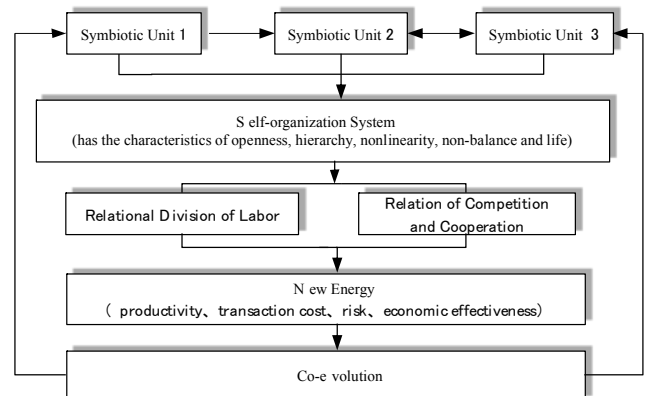 Symbiotic Unit 1
Symbiotic Unit 2
Symbiotic Unit 3
S elf-organization System
(has the characteristics of openness, hierarchy, nonlinearity, non-balance and life)
Relational Division of Labor
Relation of Competition
and Cooperation
N ew Energy
( productivity、transaction cost、risk、economic effectiveness)
Co-e volution